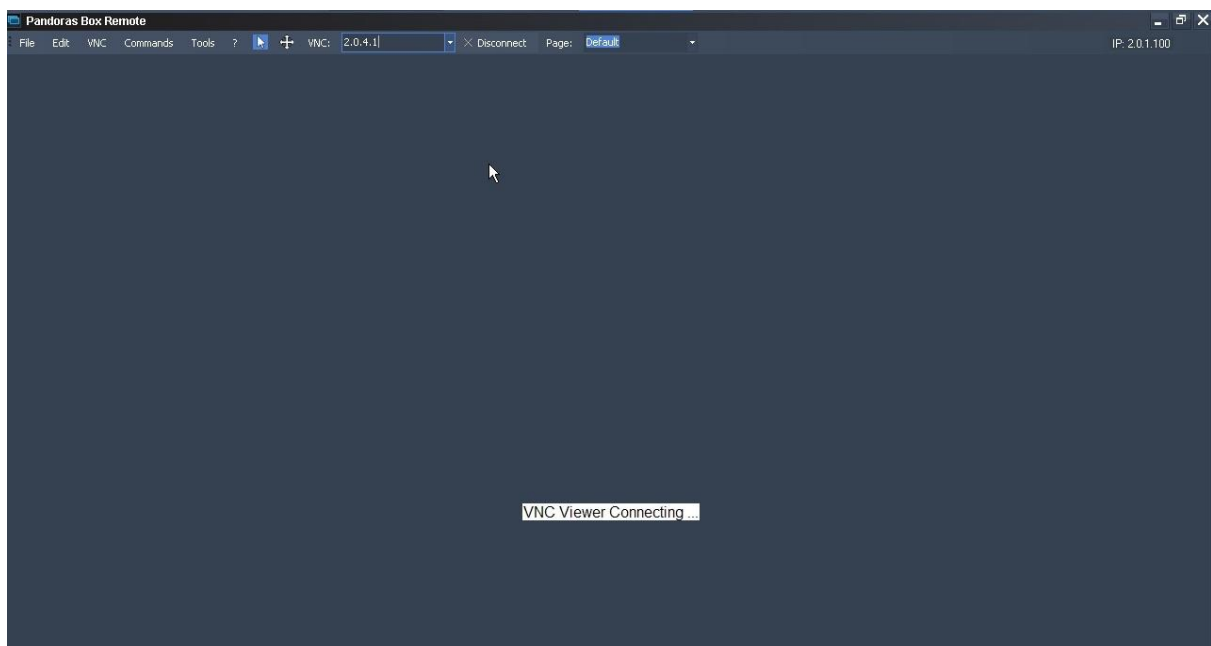 Pandoras Box Remote
File Edit VNC Commands Tools ? VNC: 2.0.4.1 Disconnect Page: Default IP: 2.0.1.100
VNC Viewer Connecting ...